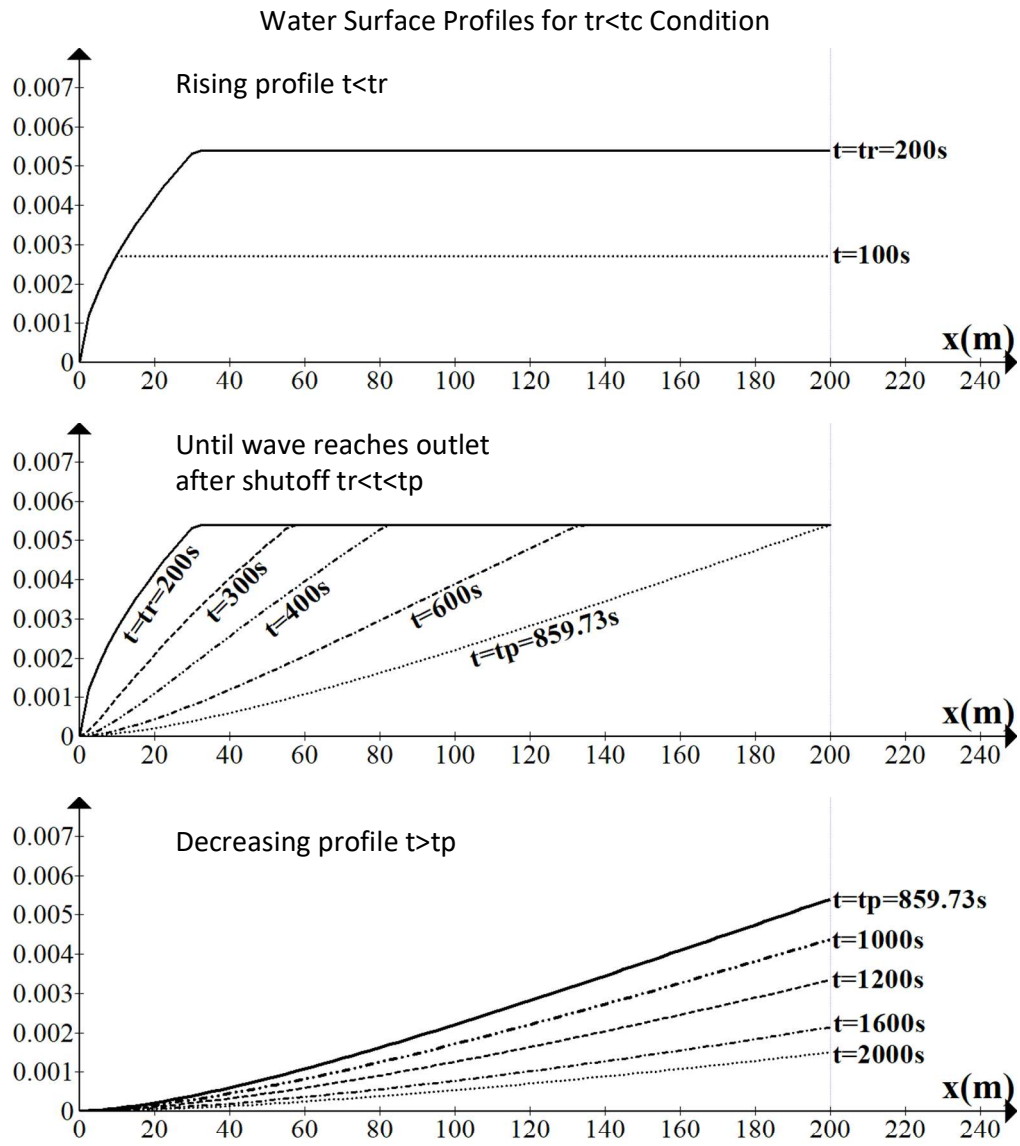 Water Surface Profiles for tr<tc Condition
Rising profile t<tr
0.007
0.006
0.005
0.004
0.003
0.002
0.001
0
t=tr=200s
t=100s
x(m)
0 20 40 60 80 100 120 140 160 180 200 220 240
Until wave reaches outlet
after shutoff tr<t<tp
0.007
0.006
0.005
0.004
0.003
0.002
0.001
0
t=tr=200s
t=300s
t=400s
t=600s
t=tp=859.73s
x(m)
0 20 40 60 80 100 120 140 160 180 200 220 240
Decreasing profile t>tp
0.007
0.006
0.005
0.004
0.003
0.002
0.001
0
t=tp=859.73s
t=1000s
t=1200s
t=1600s
t=2000s
x(m)
0 20 40 60 80 100 120 140 160 180 200 220 240